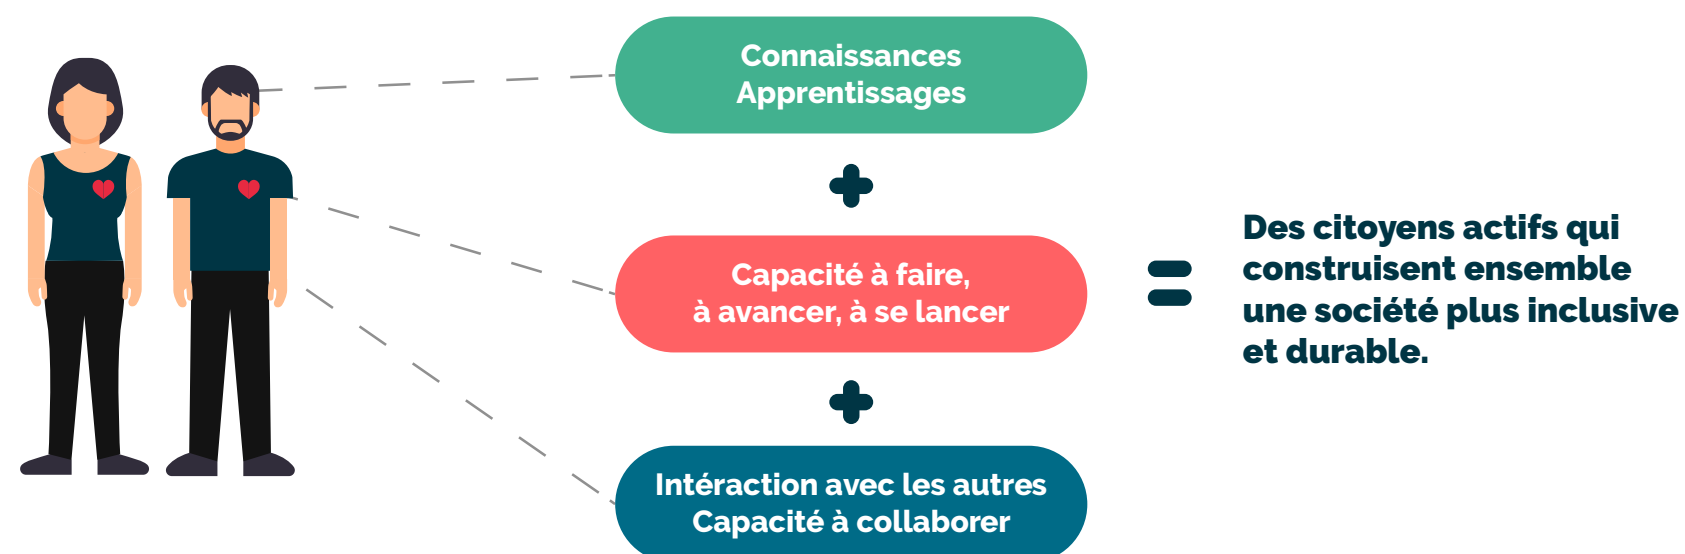 Connaissances
Apprentissages
+
Capacité à faire,
à avancer, à se lancer
+
Intéraction avec les autres
Capacité à collaborer
=
Des citoyens actifs qui
construisent ensemble
une société plus inclusive
et durable.